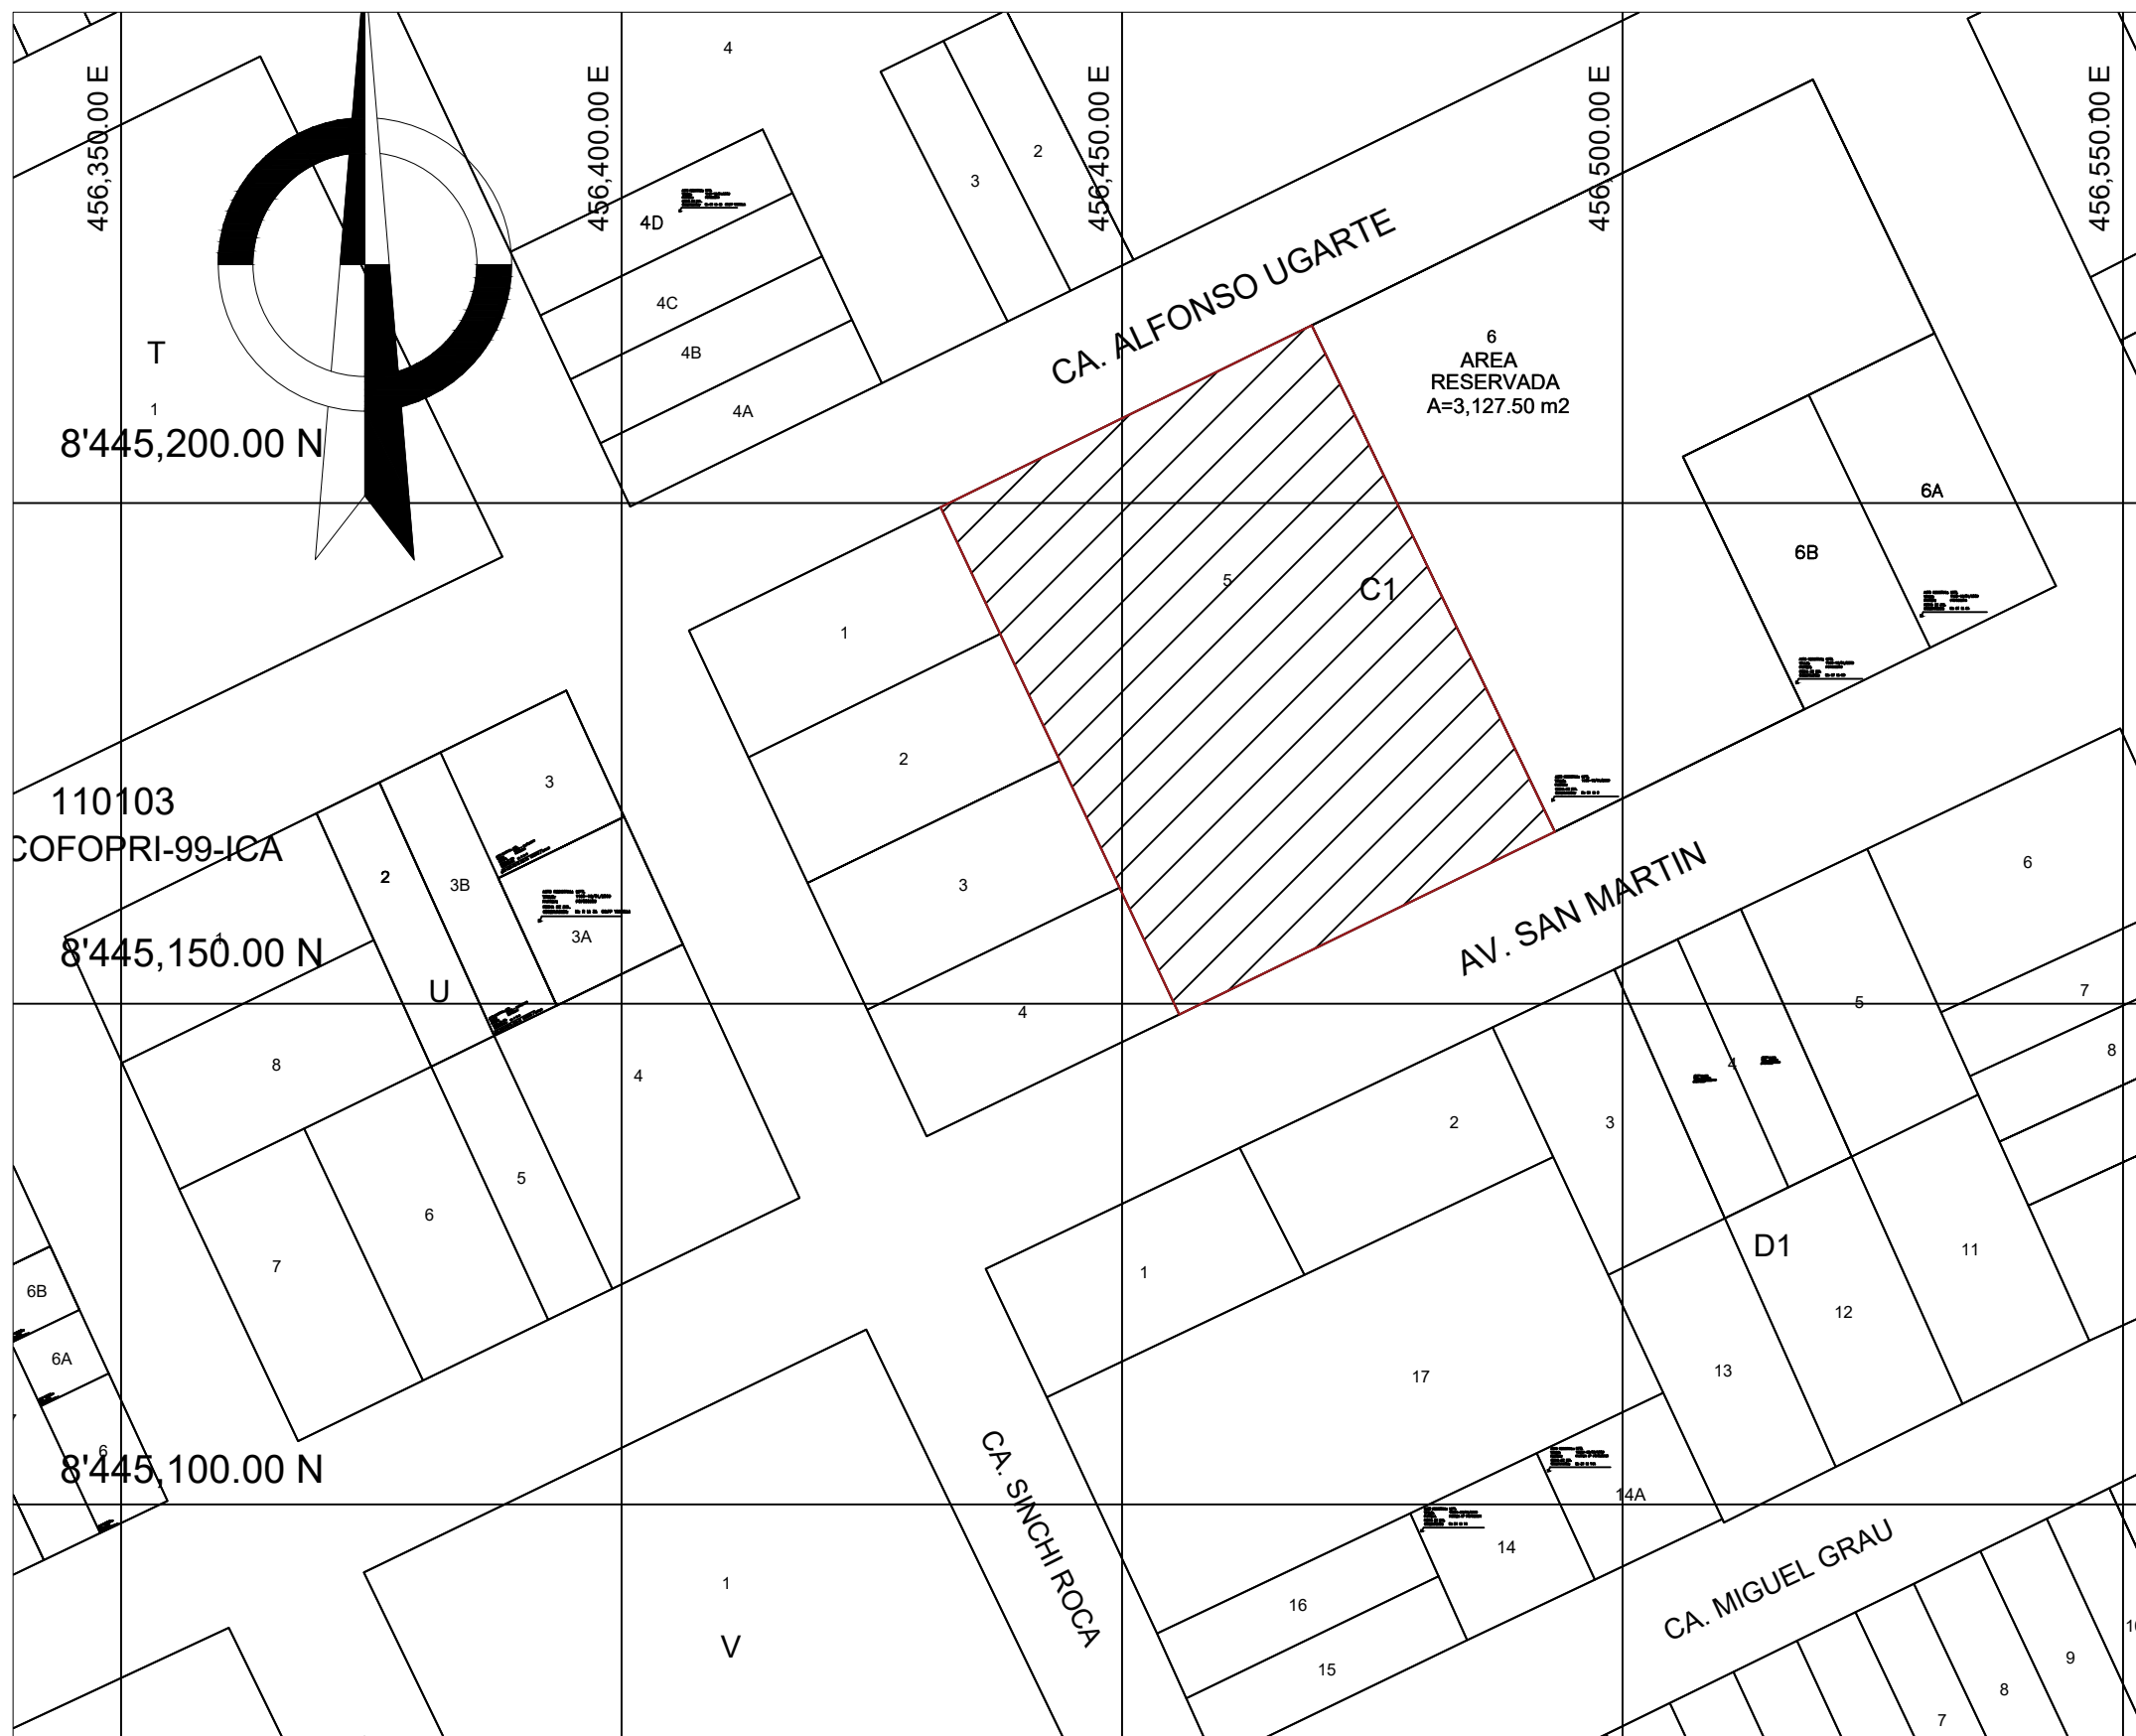 456,350.00 E
456,400.00 E
456,450.00 E
456,500.00 E
456,550.00 E
4
3
2
4D
4C
4B
4A
CA. ALFONSO UGARTE
T
1
8'445,200.00 N
6
AREA
RESERVADA
A=3,127.50 m2
6A
6B
5
C1
1
2
3
4
110103
COFOPRI-99-ICA
8'445,150.00 N
1
2
3B
3
3A
U
8
4
5
6
7
AV. SAN MARTIN
6
7
8
5
4
3
2
1
D1
11
12
13
17
14A
14
16
15
6B
6A
6
8'445,100.00 N
CA. SINCHI ROCA
CA. MIGUEL GRAU
1
V
7
8
9